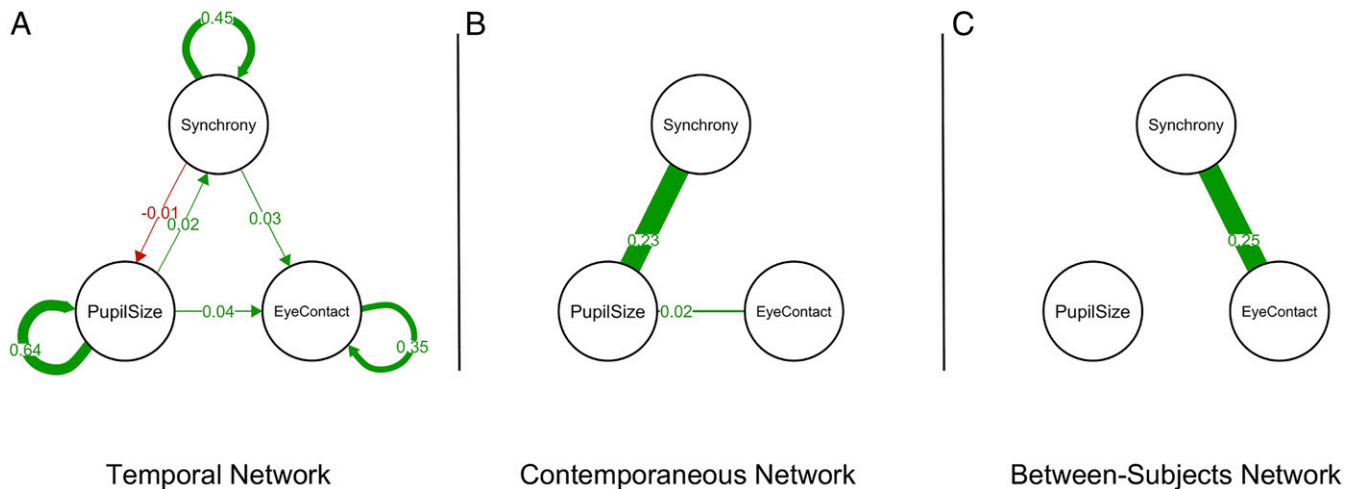 A
B
C
0.45
Synchrony
Synchrony
Synchrony
-0.01
0.02
0.03
0.23
0.25
PupilSize
0.04
EyeContact
PupilSize
0.02
EyeContact
PupilSize
EyeContact
0.64
0.35
Temporal Network
Contemporaneous Network
Between-Subjects Network